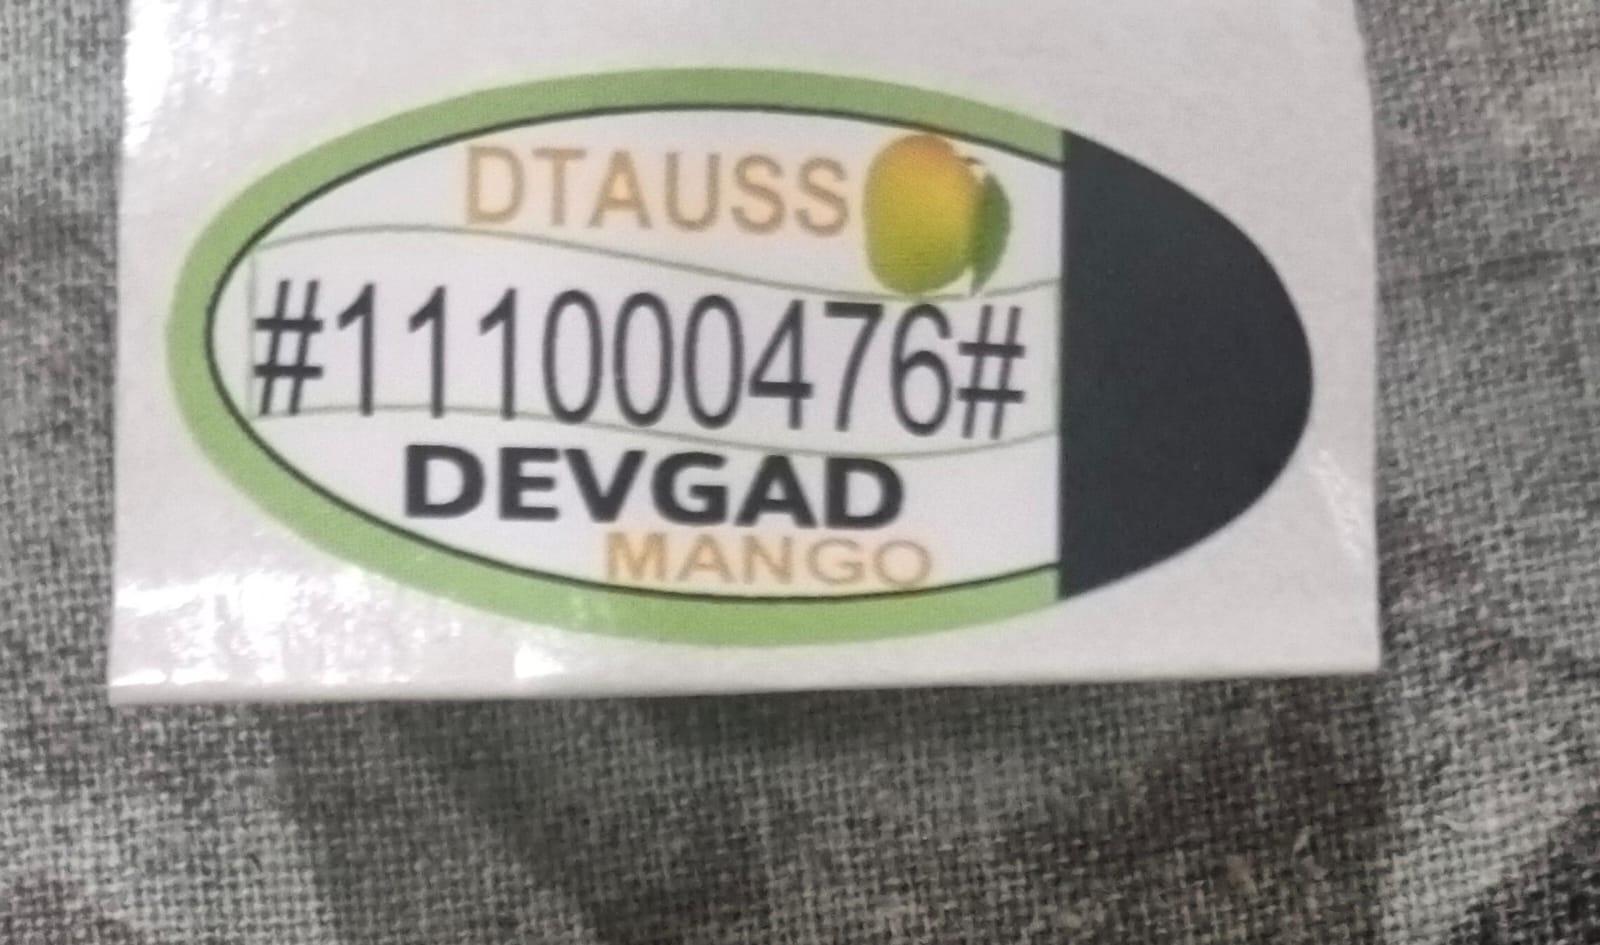 DTAUSS
#111000476#
DEVGAD
MANGO